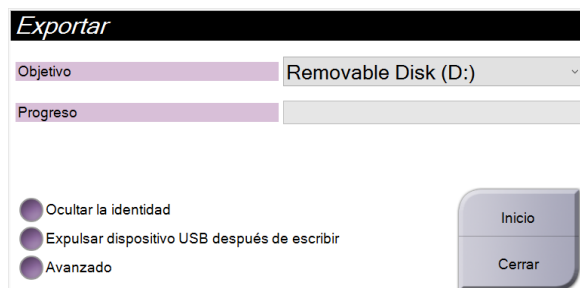 Exportar
Objetivo Removable Disk (D:)
Progreso
Ocultar la identidad
Expulsar dispositivo USB después de escribir
Avanzado
Inicio
Cerrar